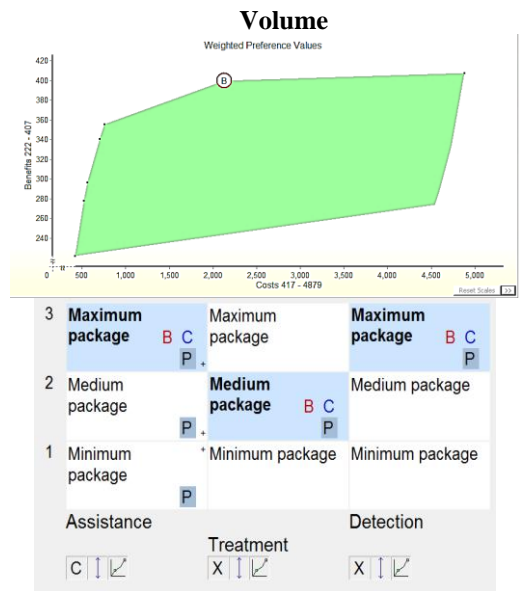 Volume
Weighted Preference Values
420
400
380
360
340
320
300
280
260
240
Benefits 222 - 407
B
0 500 1,000 1,500 2,000 2,500 3,000 3,500 4,000 4,500 5,000
Costs 417 - 4879
Reset Scales >>
3 Maximum package B C P + Maximum package Maximum package B C P
2 Medium package P + Medium package B C P Medium package
1 Minimum package P + Minimum package Minimum package
Assistance Treatment Detection
C X X